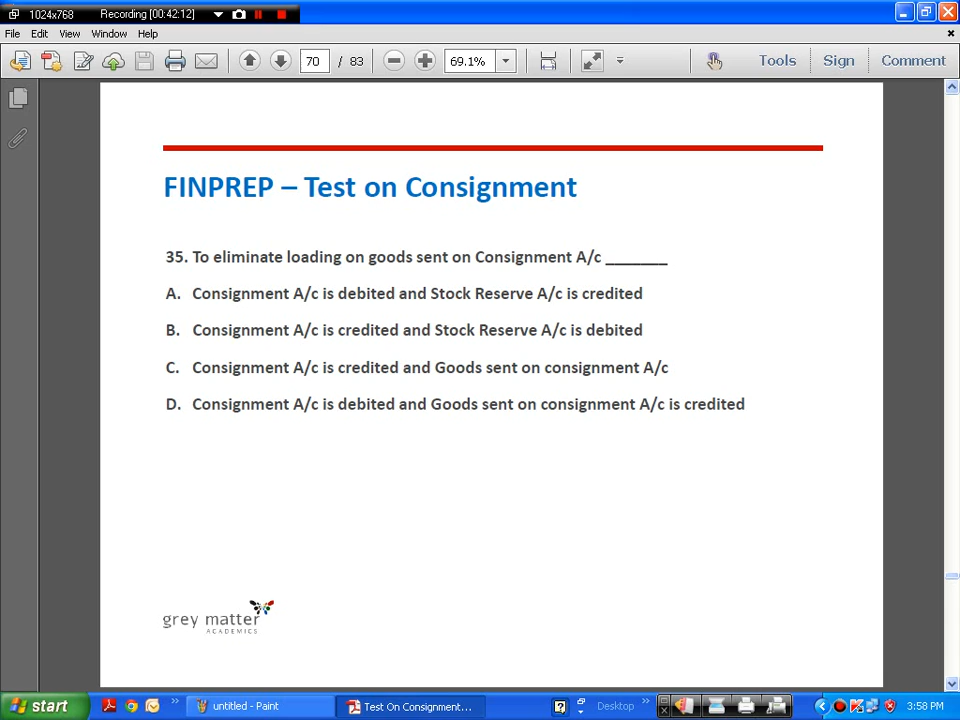 1024x768 Recording [00:42:12]
File Edit View Window Help
70 / 83 69.1% Tools Sign Comment
FINPREP – Test on Consignment
35. To eliminate loading on goods sent on Consignment A/c _______
A. Consignment A/c is debited and Stock Reserve A/c is credited
B. Consignment A/c is credited and Stock Reserve A/c is debited
C. Consignment A/c is credited and Goods sent on consignment A/c
D. Consignment A/c is debited and Goods sent on consignment A/c is credited
grey matter
ACADEMICS
start untitled - Paint Test On Consignment... Desktop 3:58 PM